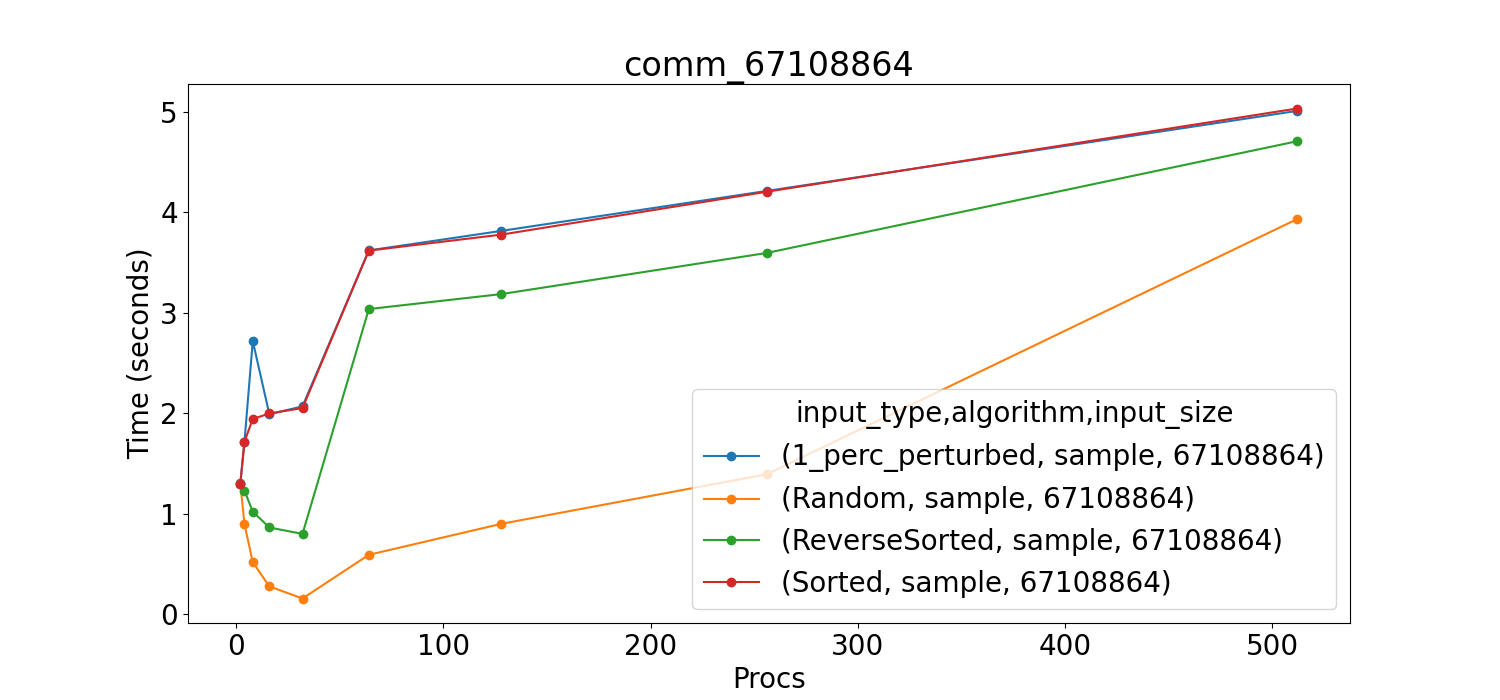 comm_67108864
5
4
3
2
1
0
Time (seconds)
input_type,algorithm,input_size
(1_perc_perturbed, sample, 67108864)
(Random, sample, 67108864)
(ReverseSorted, sample, 67108864)
(Sorted, sample, 67108864)
0 100 200 300 400 500
Procs